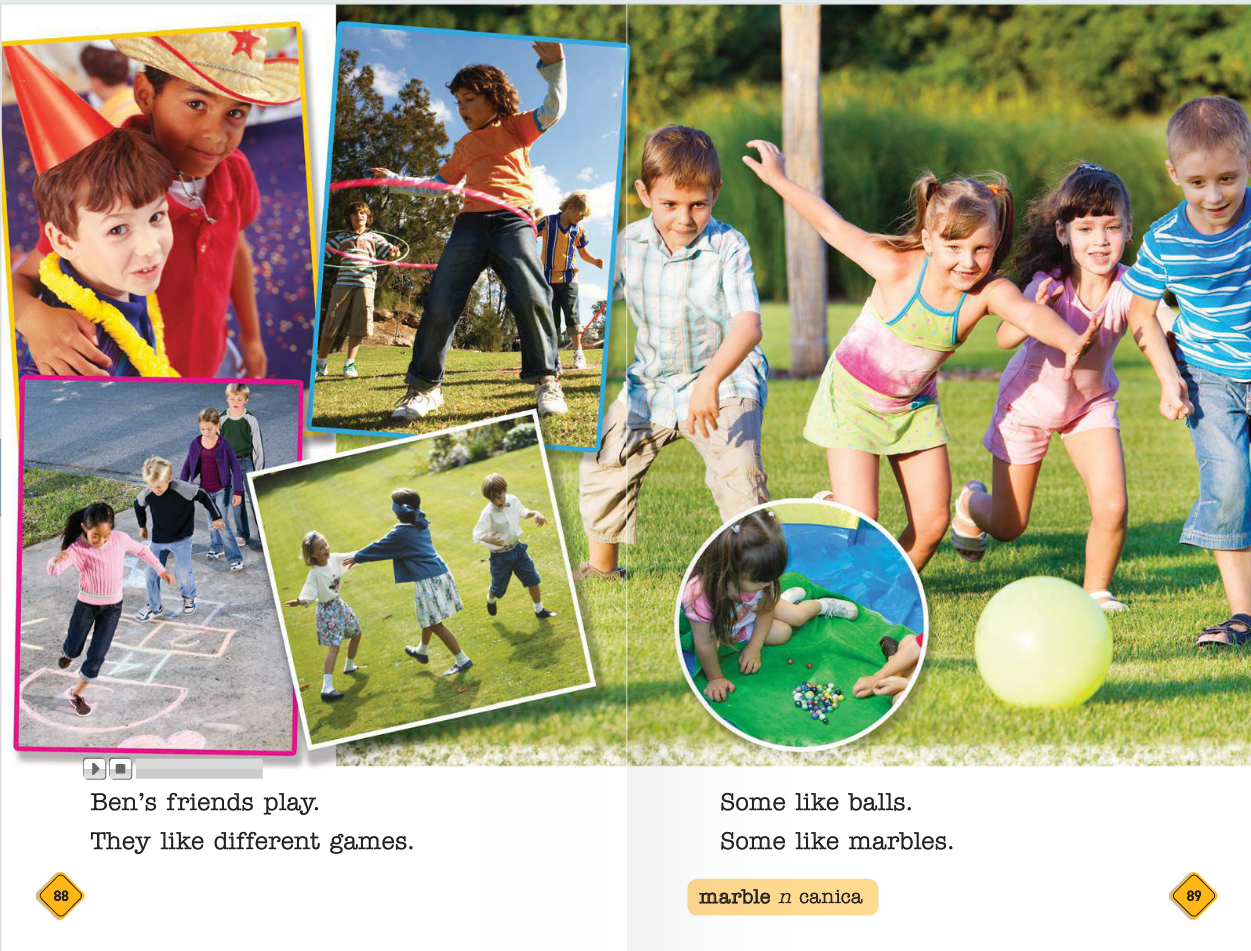 Ben's friends play.
They like different games.
88
Some like balls.
Some like marbles.
marble n canica
89